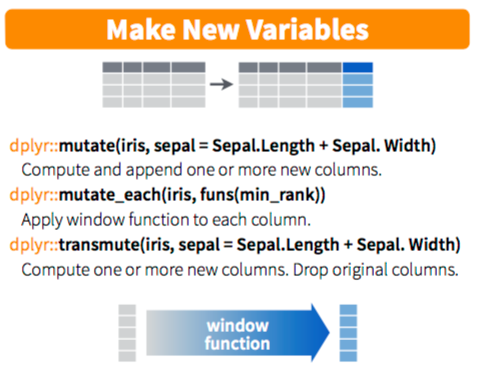 Make New Variables
dplyr::mutate(iris, sepal = Sepal.Length + Sepal. Width)
Compute and append one or more new columns.
dplyr::mutate_each(iris, funs(min_rank))
Apply window function to each column.
dplyr::transmute(iris, sepal = Sepal.Length + Sepal. Width)
Compute one or more new columns. Drop original columns.
window
function